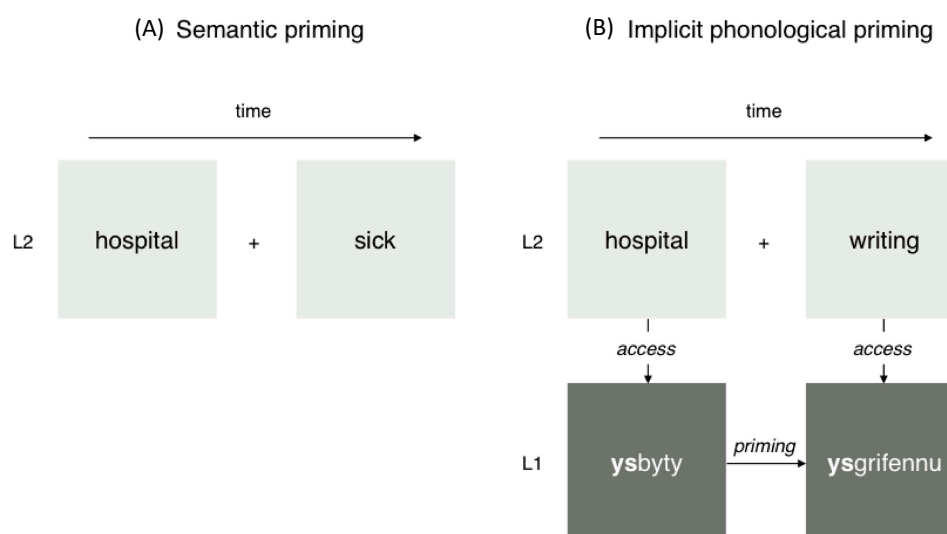 (A) Semantic priming
time
L2 hospital + sick
(B) Implicit phonological priming
time
L2 hospital + writing
access access
L1 ysbyty priming ysgrifennu